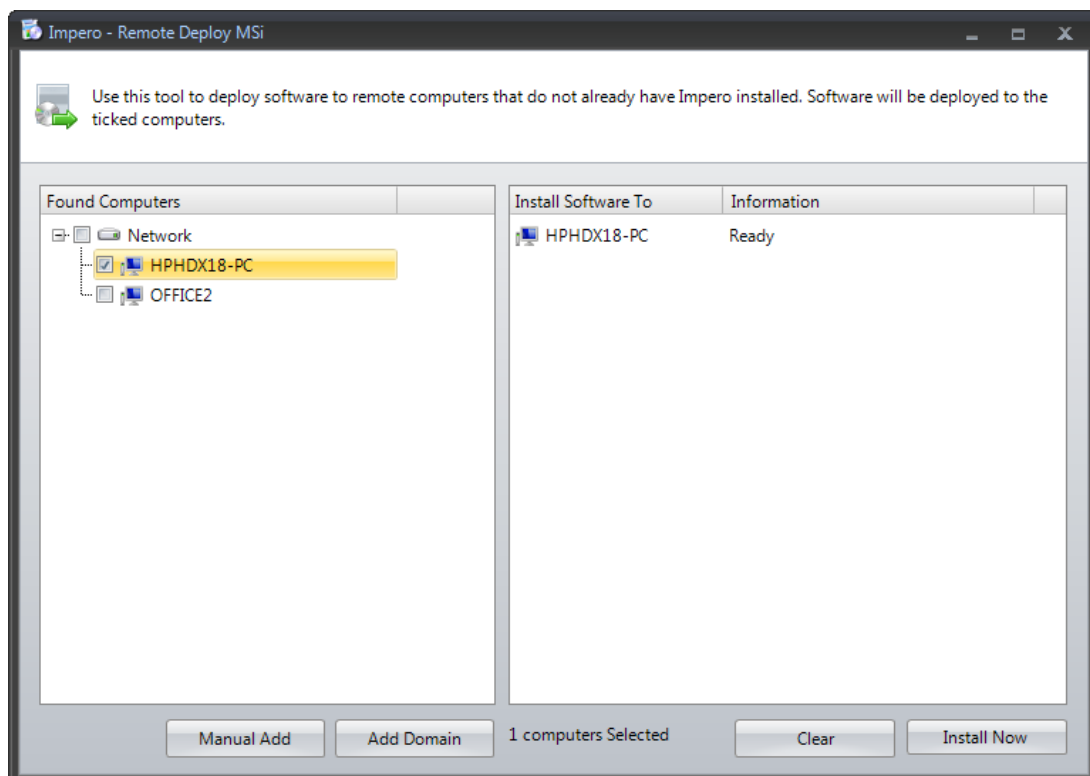 Impero - Remote Deploy MSi
Use this tool to deploy software to remote computers that do not already have Impero installed. Software will be deployed to the
ticked computers.
Found Computers
Network
HPHDX18-PC
OFFICE2
Install Software To Information
HPHDX18-PC Ready
Manual Add Add Domain 1 computers Selected Clear Install Now